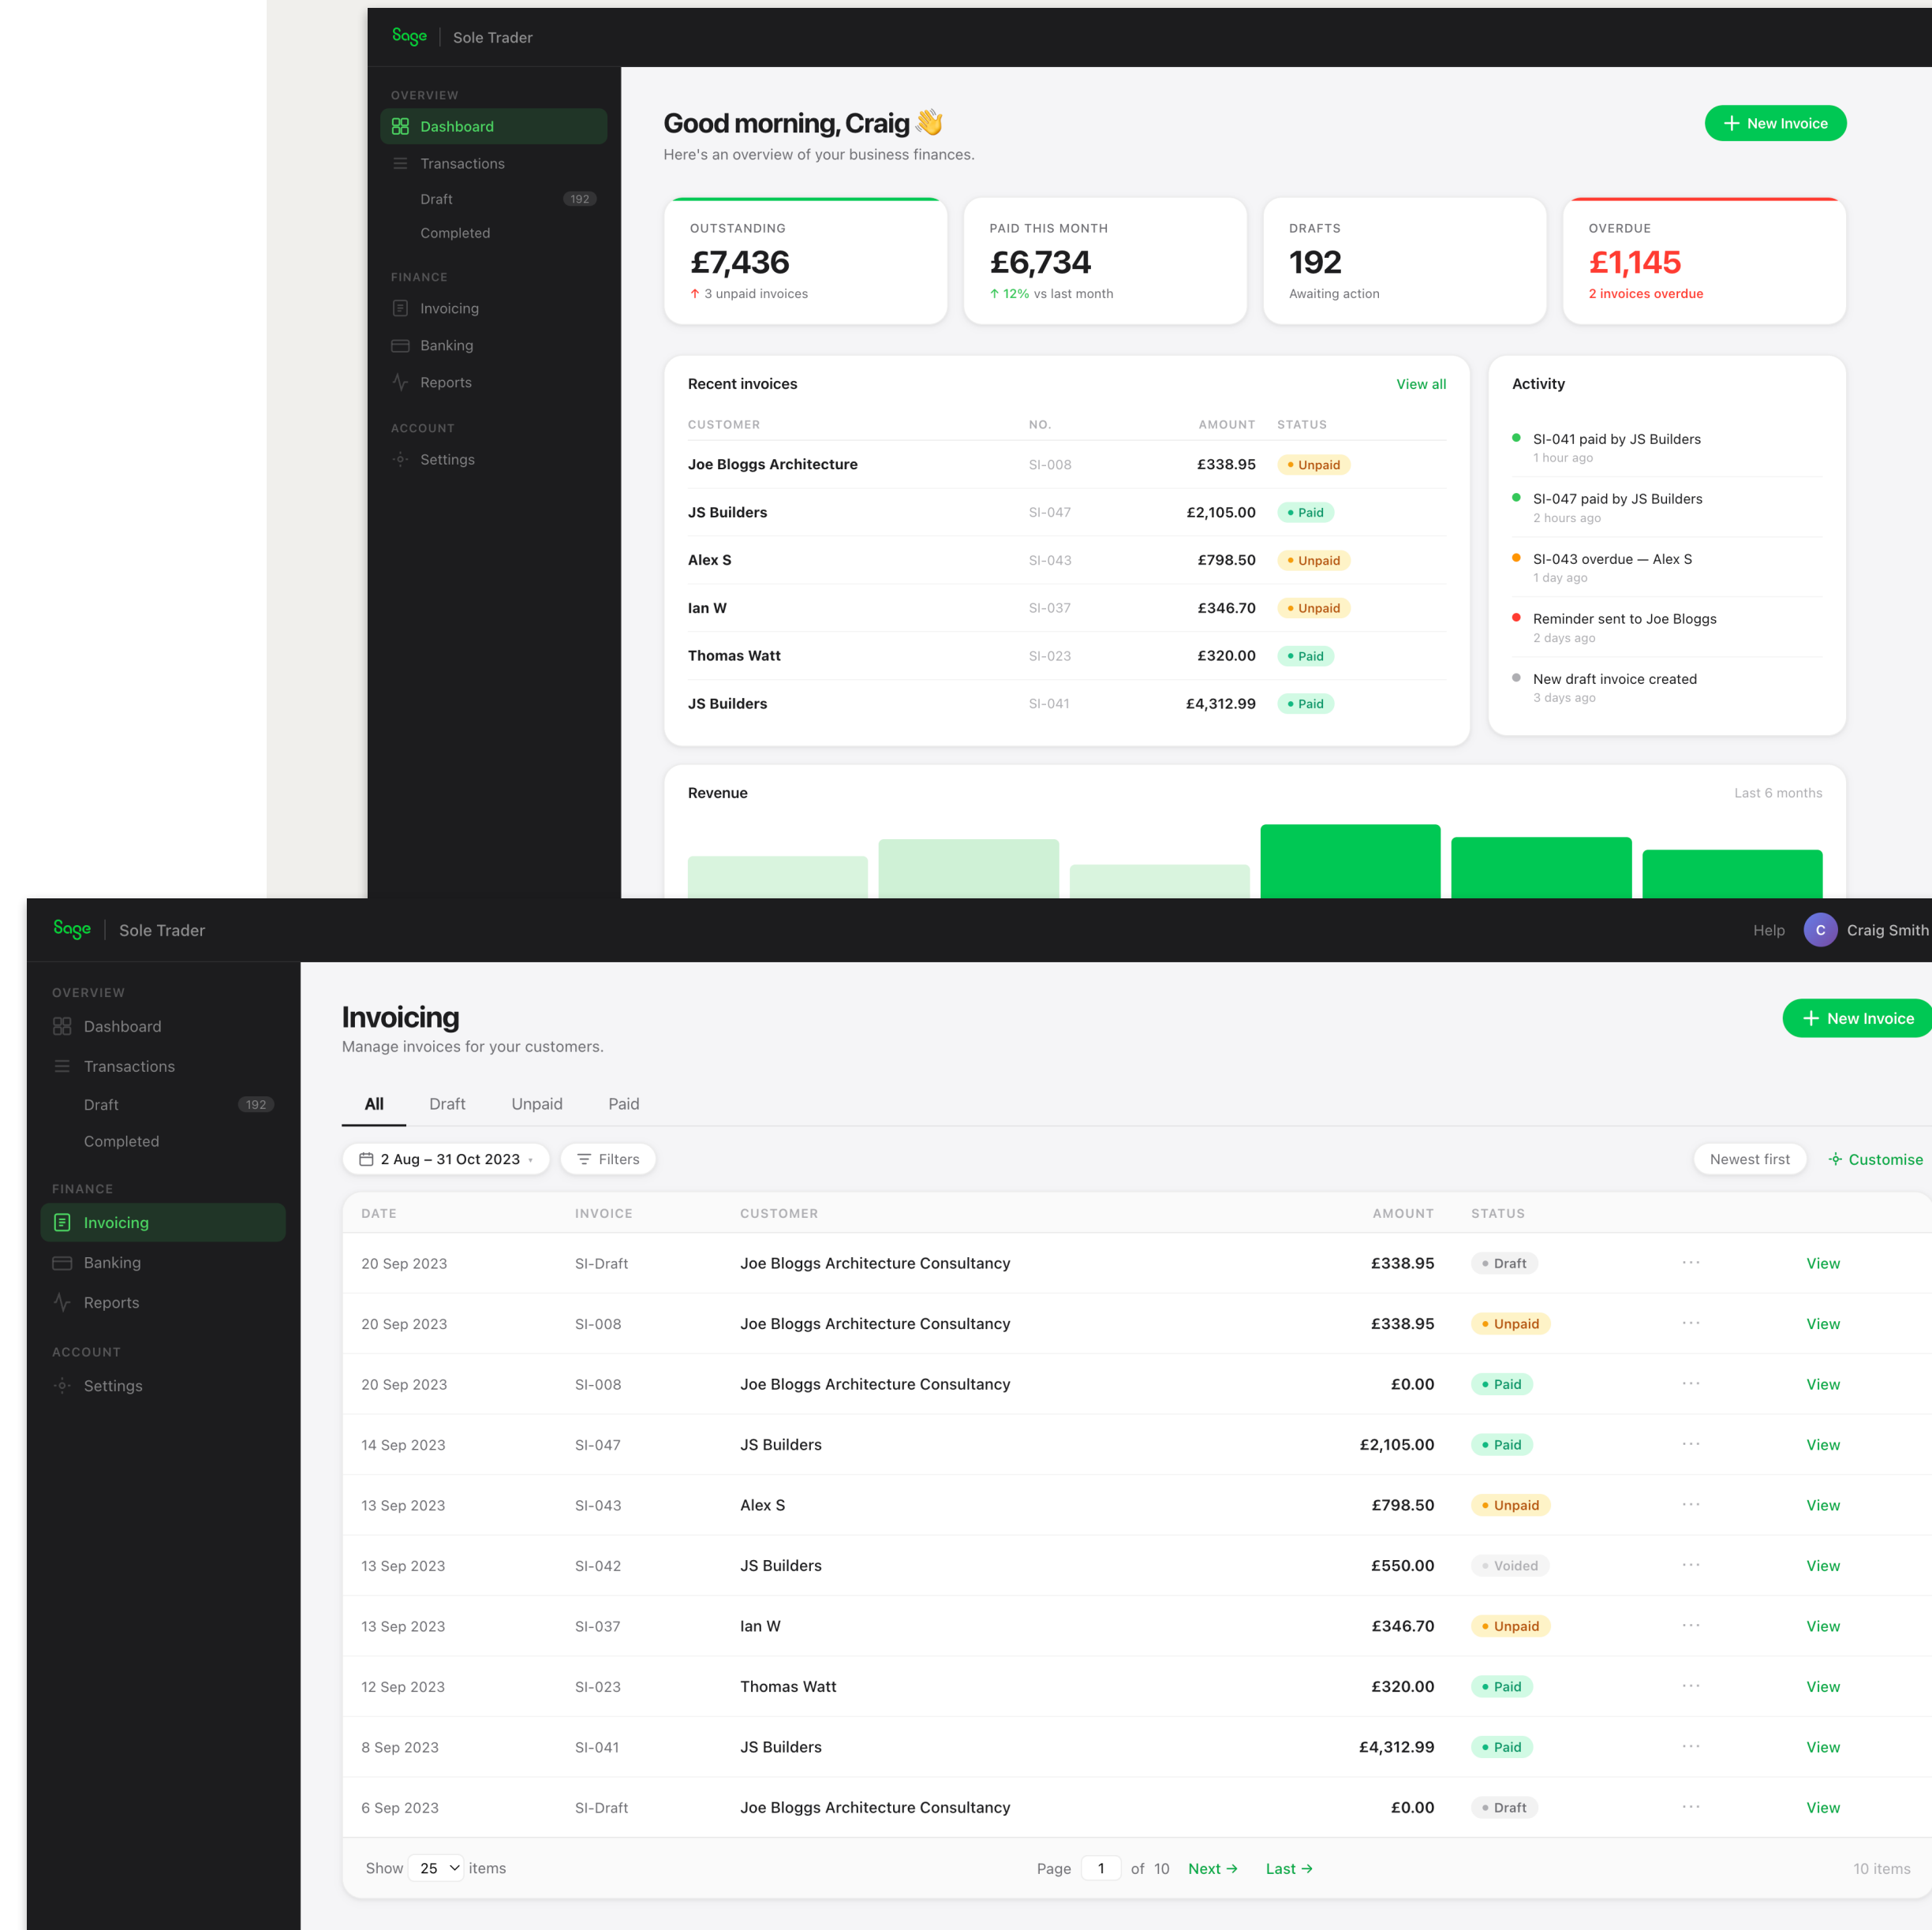 Sage Sole Trader
OVERVIEW
Dashboard
Transactions
Draft 192
Completed
FINANCE
Invoicing
Banking
Reports
ACCOUNT
Settings
Good morning, Craig 👋
Here's an overview of your business finances.
+ New Invoice
OUTSTANDING
£7,436
↑ 3 unpaid invoices
PAID THIS MONTH
£6,734
↑ 12% vs last month
DRAFTS
192
Awaiting action
OVERDUE
£1,145
2 invoices overdue
Recent invoices View all
CUSTOMER NO. AMOUNT STATUS
Joe Bloggs Architecture SI-008 £338.95 Unpaid
JS Builders SI-047 £2,105.00 Paid
Alex S SI-043 £798.50 Unpaid
Ian W SI-037 £346.70 Unpaid
Thomas Watt SI-023 £320.00 Paid
JS Builders SI-041 £4,312.99 Paid
Activity
SI-041 paid by JS Builders
1 hour ago
SI-047 paid by JS Builders
2 hours ago
SI-043 overdue — Alex S
1 day ago
Reminder sent to Joe Bloggs
2 days ago
New draft invoice created
3 days ago
Revenue Last 6 months
Sage Sole Trader Help C Craig Smith
OVERVIEW
Dashboard
Transactions
Draft 192
Completed
FINANCE
Invoicing
Banking
Reports
ACCOUNT
Settings
Invoicing
Manage invoices for your customers.
+ New Invoice
All Draft Unpaid Paid
2 Aug – 31 Oct 2023 Filters Newest first Customise
DATE INVOICE CUSTOMER AMOUNT STATUS
20 Sep 2023 SI-Draft Joe Bloggs Architecture Consultancy £338.95 Draft ··· View
20 Sep 2023 SI-008 Joe Bloggs Architecture Consultancy £338.95 Unpaid ··· View
20 Sep 2023 SI-008 Joe Bloggs Architecture Consultancy £0.00 Paid ··· View
14 Sep 2023 SI-047 JS Builders £2,105.00 Paid ··· View
13 Sep 2023 SI-043 Alex S £798.50 Unpaid ··· View
13 Sep 2023 SI-042 JS Builders £550.00 Voided ··· View
13 Sep 2023 SI-037 Ian W £346.70 Unpaid ··· View
12 Sep 2023 SI-023 Thomas Watt £320.00 Paid ··· View
8 Sep 2023 SI-041 JS Builders £4,312.99 Paid ··· View
6 Sep 2023 SI-Draft Joe Bloggs Architecture Consultancy £0.00 Draft ··· View
Show 25 items Page 1 of 10 Next → Last → 10 items